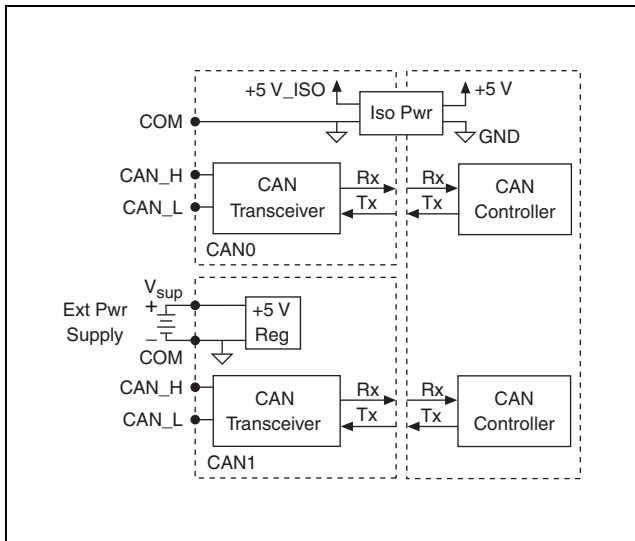 +5 V_ISO
Iso Pwr
+5 V
COM
GND
CAN_H
CAN_L
CAN
Transceiver
Rx
Tx
Rx
Tx
CAN
Controller
CAN0
Ext Pwr
Supply
Vsup
+
−
+5 V
Reg
COM
CAN_H
CAN_L
CAN
Transceiver
Rx
Tx
Rx
Tx
CAN
Controller
CAN1